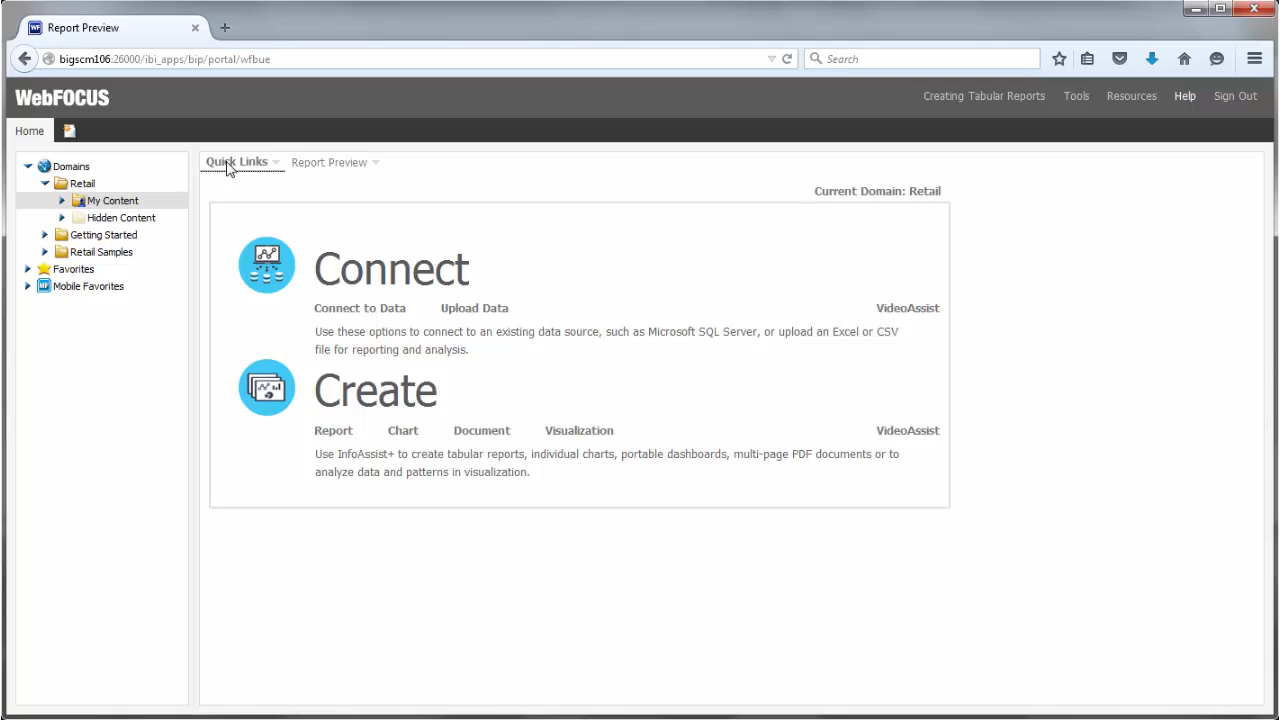 Report Preview
bigscm106:26000/ibi_apps/bip/portal/wfbue
Search
WebFOCUS
Creating Tabular Reports Tools Resources Help Sign Out
Home
Domains
Retail
My Content
Hidden Content
Getting Started
Retail Samples
Favorites
Mobile Favorites
Quick Links Report Preview
Current Domain: Retail
Connect
Connect to Data Upload Data VideoAssist
Use these options to connect to an existing data source, such as Microsoft SQL Server, or upload an Excel or CSV
file for reporting and analysis.
Create
Report Chart Document Visualization VideoAssist
Use InfoAssist+ to create tabular reports, individual charts, portable dashboards, multi-page PDF documents or to
analyze data and patterns in visualization.